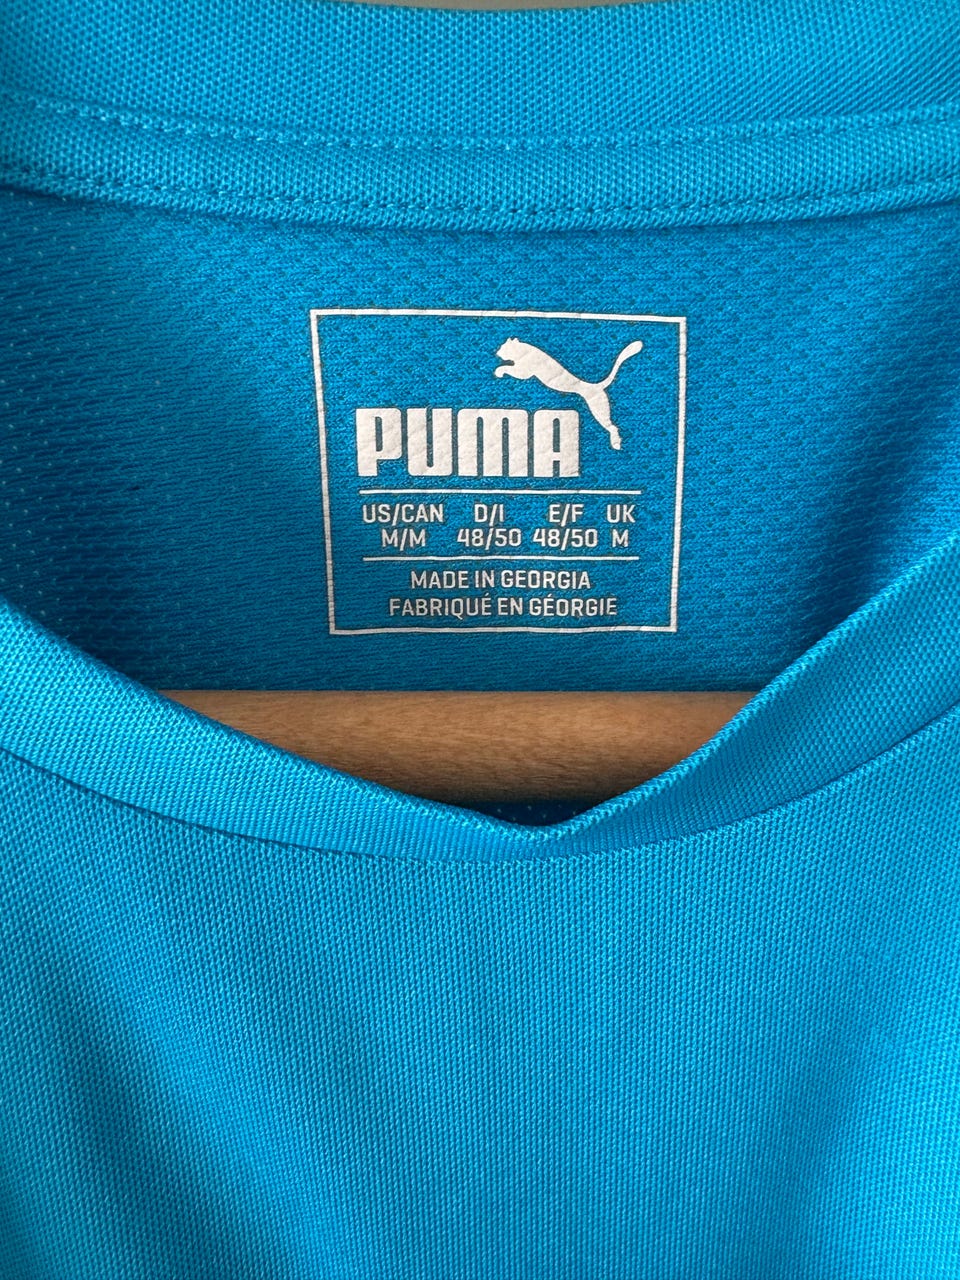 PUMA
US/CAN D/I E/F UK
M/M 48/50 48/50 M
MADE IN GEORGIA
FABRIQUÉ EN GÉORGIE